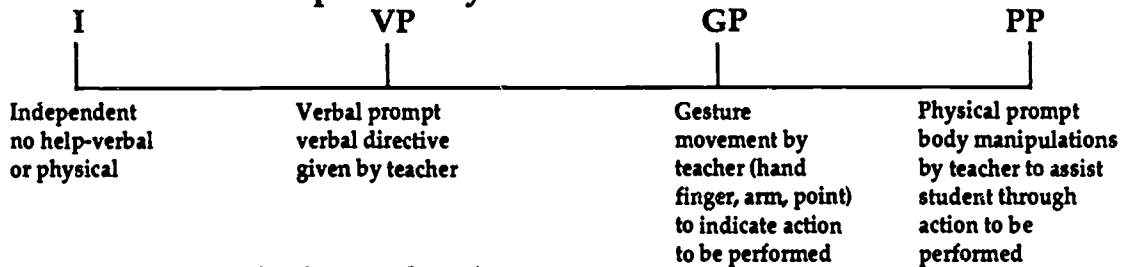 I VP GP PP
Independent
no help-verbal
or physical
Verbal prompt
verbal directive
given by teacher
Gesture
movement by
teacher (hand
finger, arm, point)
to indicate action
to be performed
Physical prompt
body manipulations
by teacher to assist
student through
action to be
performed